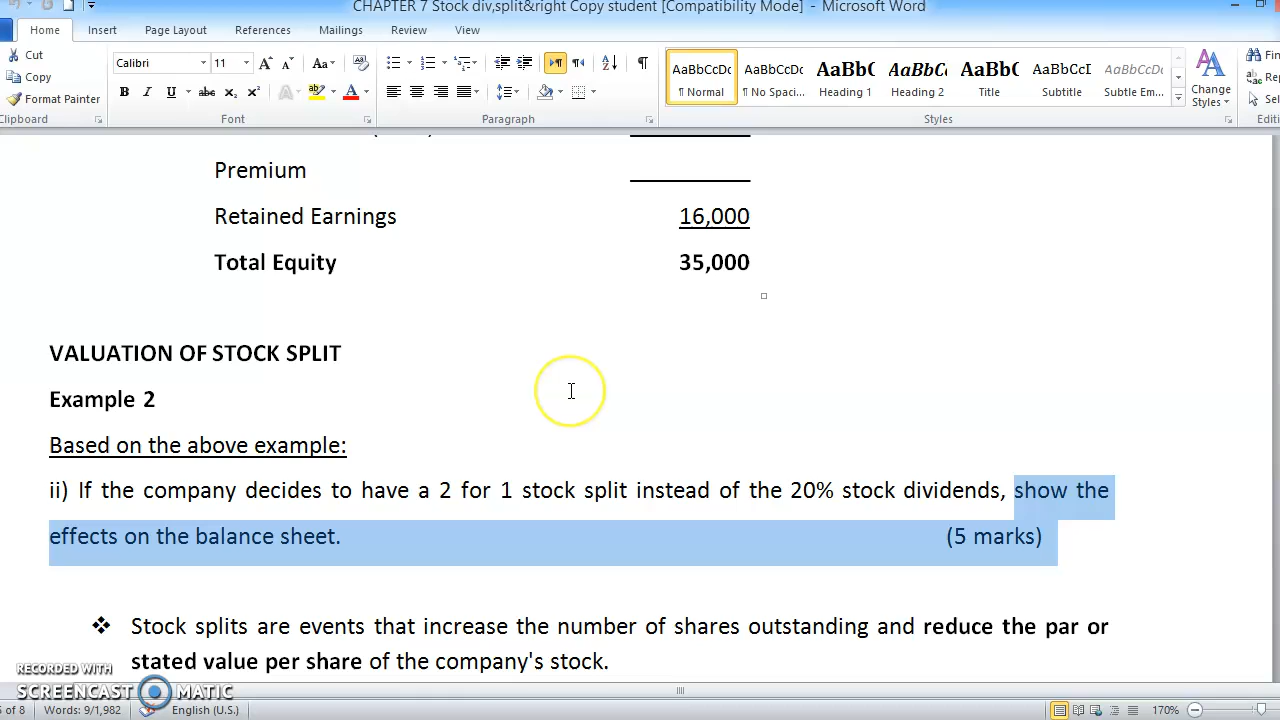 CHAPTER 7 Stock div,split&right Copy student [Compatibility Mode] - Microsoft Word
Home Insert Page Layout References Mailings Review View
Cut
Copy
Format Painter
Clipboard
Calibri 11
Font
Paragraph
AaBbCcDc AaBbCcDc AaBbC AaBbCc AaBbC AaBbCcI AaBbCcDc
¶ Normal ¶ No Spaci... Heading 1 Heading 2 Title Subtitle Subtle Em...
Change Styles
Styles
Premium
Retained Earnings 16,000
Total Equity 35,000
VALUATION OF STOCK SPLIT
Example 2
Based on the above example:
ii) If the company decides to have a 2 for 1 stock split instead of the 20% stock dividends, show the
effects on the balance sheet. (5 marks)
❖ Stock splits are events that increase the number of shares outstanding and reduce the par or
stated value per share of the company's stock.
RECORDED WITH
SCREENCAST MATIC
of 8 Words: 9/1,982 English (U.S.) 170%